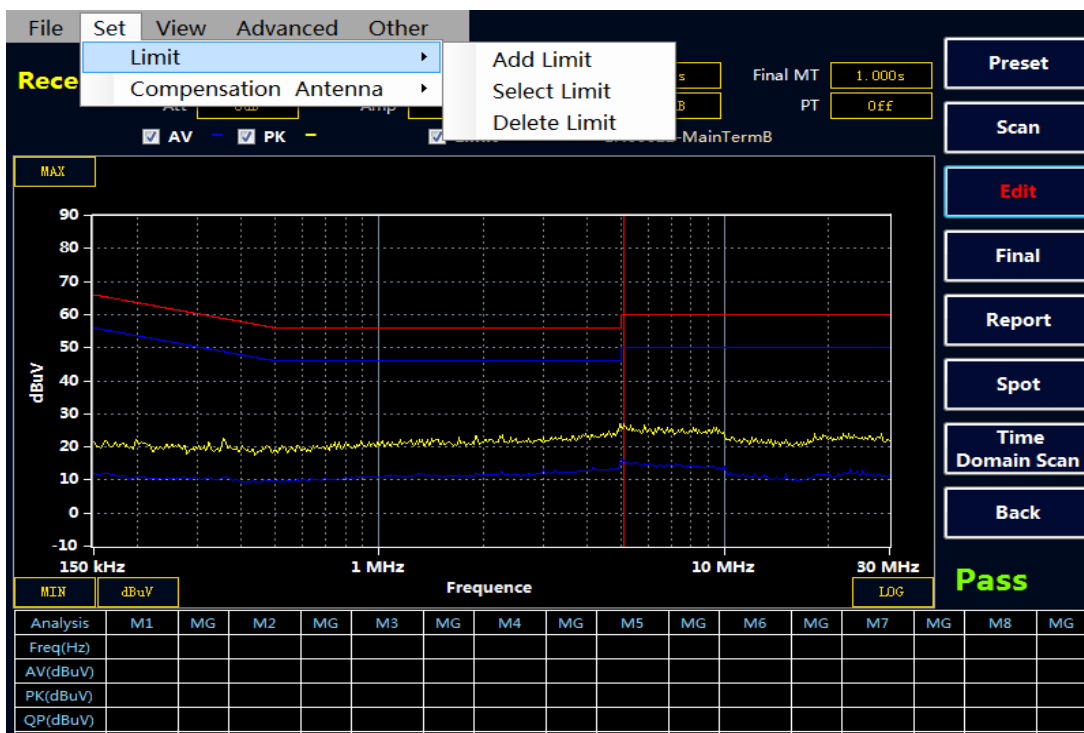 File Set View Advanced Other
Limit Add Limit
Compensation Antenna Select Limit
Delete Limit
Rece
s Final MT 1.000s
Amp B PT Off
AV PK -MainTermB
MAX
90
80
70
60
50
40
30
20
10
0
-10
dBuV
150 kHz 1 MHz 10 MHz 30 MHz
Frequence
MIN dBuV LOG
Preset
Scan
Edit
Final
Report
Spot
Time
Domain Scan
Back
Pass
Analysis M1 MG M2 MG M3 MG M4 MG M5 MG M6 MG M7 MG M8 MG
Freq(Hz)
AV(dBuV)
PK(dBuV)
QP(dBuV)